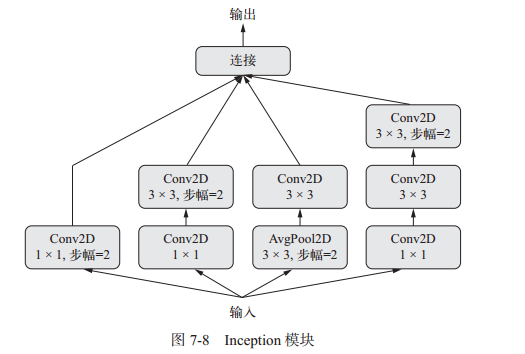 输出
连接
Conv2D
3 × 3, 步幅=2
Conv2D
3 × 3, 步幅=2
Conv2D
3 × 3
Conv2D
3 × 3
Conv2D
1 × 1, 步幅=2
Conv2D
1 × 1
AvgPool2D
3 × 3, 步幅=2
Conv2D
1 × 1
输入
图 7-8 Inception 模块